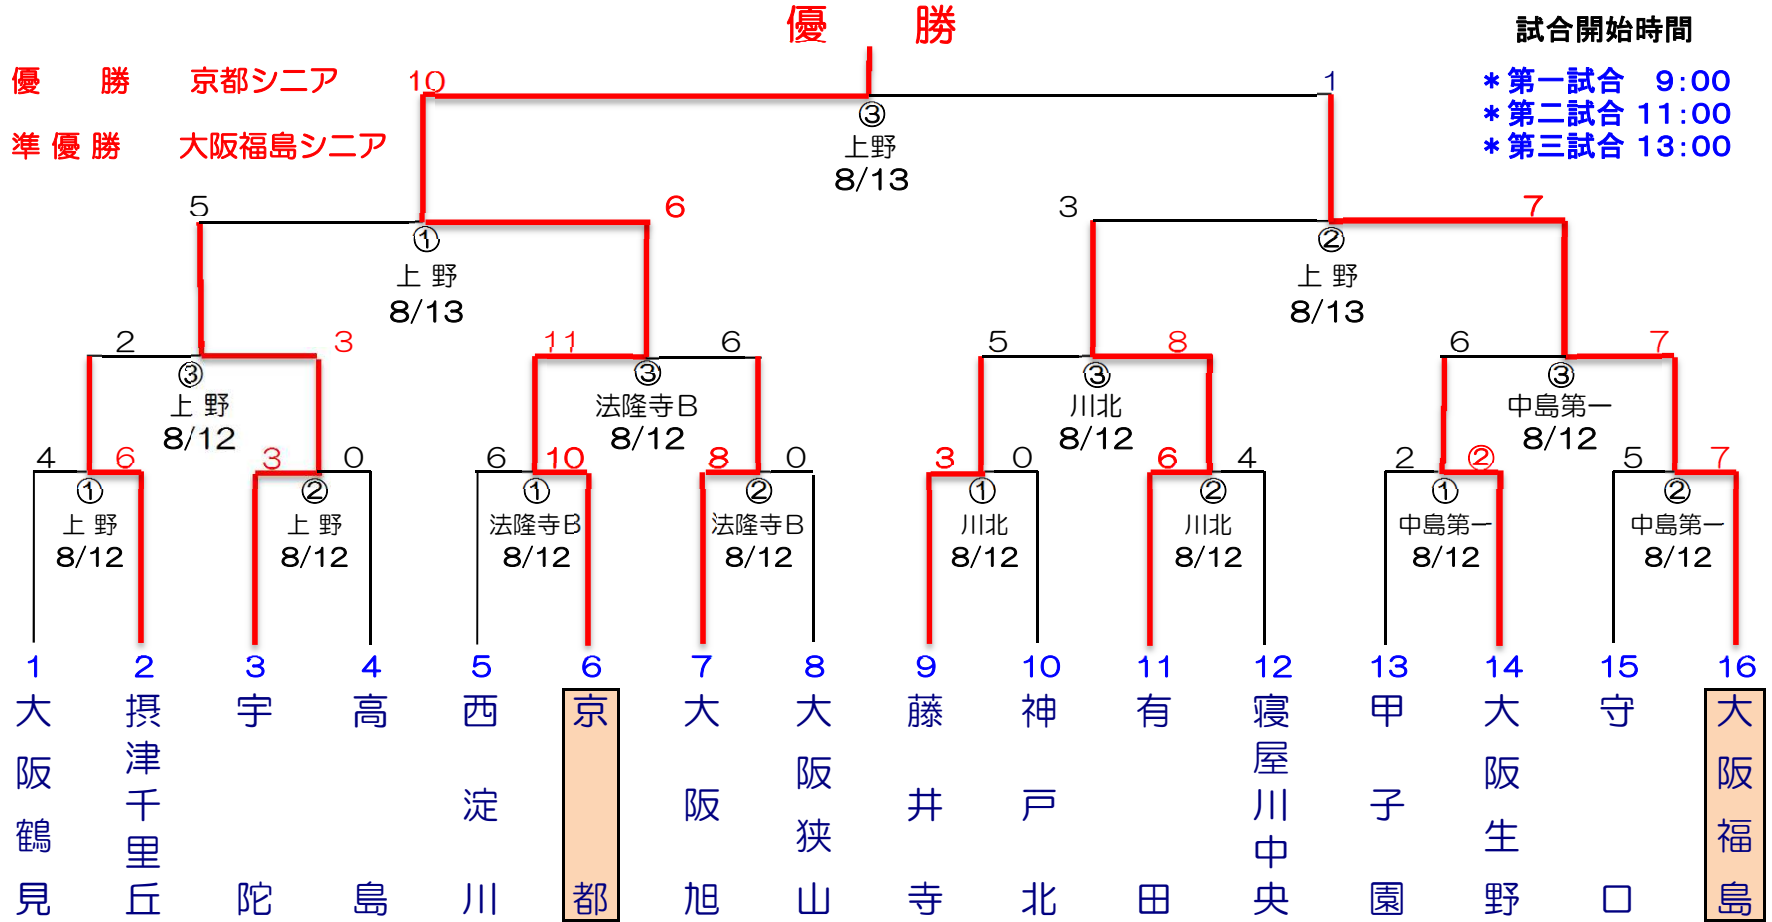 優 勝
試合開始時間
優 勝 京都シニア
10
1
*第一試合 9:00
*第二試合 11:00
*第三試合 13:00
準 優 勝 大阪福島シニア
③
上野
8/13
5
6
3
7
①
②
上 野
上 野
8/13
8/13
2
3
11
6
5
8
6
7
③
③
③
③
上 野
法隆寺B
川北
中島第一
8/12
8/12
8/12
8/12
4 6 3 0 6 10 8 0 3 0 6 4 2 ② 5 7
① ② ① ② ① ② ① ②
上 野 上 野 法隆寺B 法隆寺B 川北 川北 中島第一 中島第一
8/12 8/12 8/12 8/12 8/12 8/12 8/12 8/12
1 2 3 4 5 6 7 8 9 10 11 12 13 14 15 16
大阪鶴見
摂津千里丘
宇陀
高島
西淀川
京都
大阪旭
大阪狭山
藤井寺
神戸北
有田
寝屋川中央
甲子園
大阪生野
守口
大阪福島